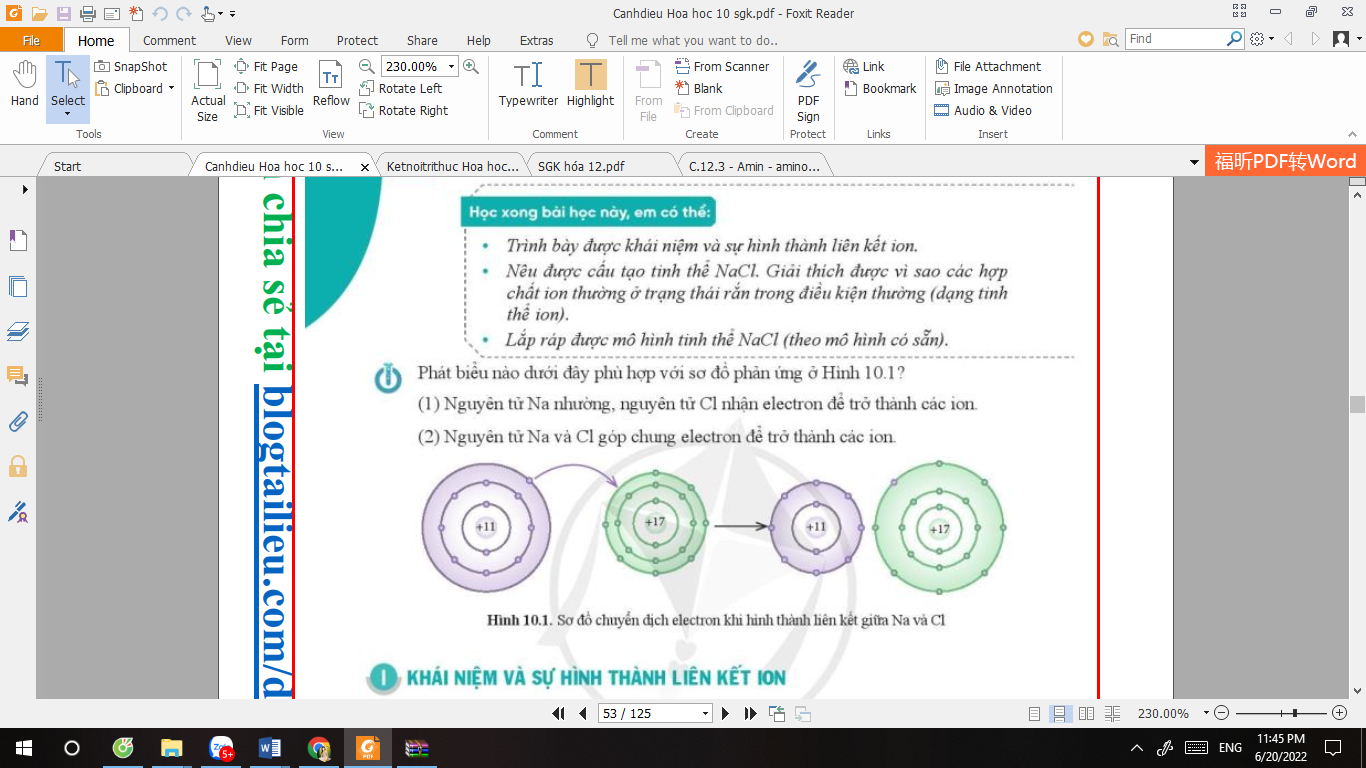 Canhdieu Hoa hoc 10 sgk.pdf - Foxit Reader
File Home Comment View Form Protect Share Help Extras Tell me what you want to do.. Find
Hand
Select
SnapShot
Clipboard
Actual Size
Fit Page
Fit Width
Fit Visible
Reflow
230.00%
Rotate Left
Rotate Right
Typewriter
Highlight
From File
From Scanner
Blank
From Clipboard
PDF Sign
Link
Bookmark
File Attachment
Image Annotation
Audio & Video
Tools View Comment Create Protect Links Insert
Start Canhdieu Hoa hoc 10 s... Ketnoitrithuc Hoa hoc... SGK hóa 12.pdf C.12.3 - Amin - amino... 福昕PDF转Word
chia sẻ tại blogtailieu.com/d
Học xong bài học này, em có thể:
• Trình bày được khái niệm và sự hình thành liên kết ion.
• Nêu được cấu tạo tinh thể NaCl. Giải thích được vì sao các hợp
chất ion thường ở trạng thái rắn trong điều kiện thường (dạng tinh
thể ion).
• Lắp ráp được mô hình tinh thể NaCl (theo mô hình có sẵn).
Phát biểu nào dưới đây phù hợp với sơ đồ phản ứng ở Hình 10.1?
(1) Nguyên tử Na nhường, nguyên tử Cl nhận electron để trở thành các ion.
(2) Nguyên tử Na và Cl góp chung electron để trở thành các ion.
+11 +17 +11 +17
Hình 10.1. Sơ đồ chuyển dịch electron khi hình thành liên kết giữa Na và Cl
I KHÁI NIỆM VÀ SỰ HÌNH THÀNH LIÊN KẾT ION
53 / 125 230.00%
5+
ENG
11:45 PM
6/20/2022